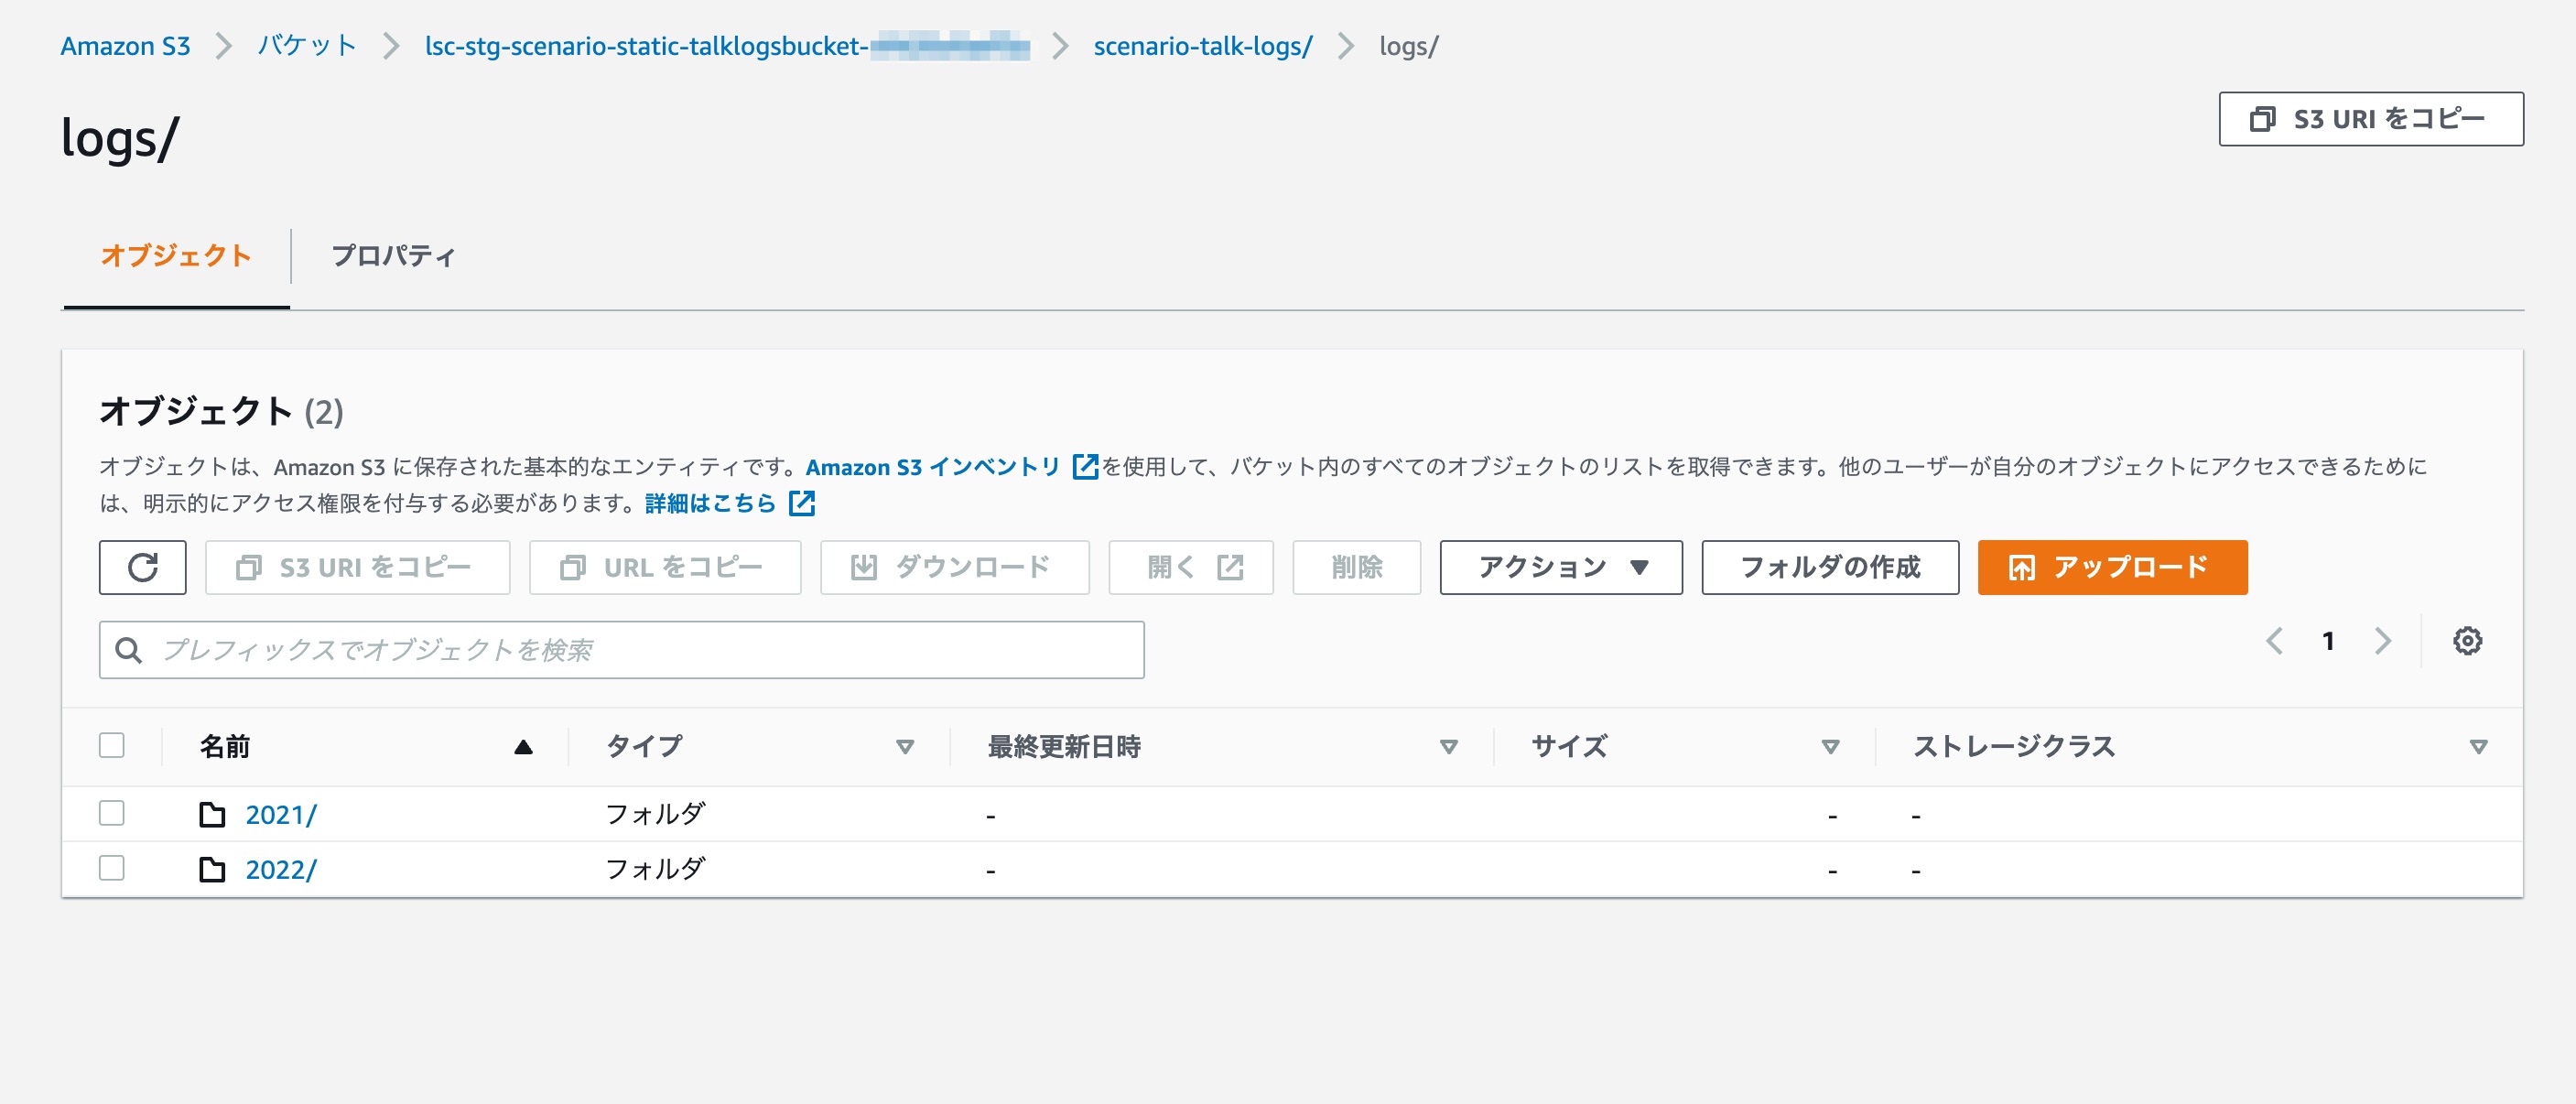 Amazon S3 > バケット > lsc-stg-scenario-static-talklogsbucket- > scenario-talk-logs/ > logs/
logs/
S3 URI をコピー
オブジェクト プロパティ
オブジェクト (2)
オブジェクトは、Amazon S3 に保存された基本的なエンティティです。Amazon S3 インベントリ を使用して、バケット内のすべてのオブジェクトのリストを取得できます。他のユーザーが自分のオブジェクトにアクセスできるために
は、明示的にアクセス権限を付与する必要があります。詳細はこちら
S3 URI をコピー URL をコピー ダウンロード 開く 削除 アクション ▼ フォルダの作成 アップロード
プレフィックスでオブジェクトを検索
1
名前 タイプ 最終更新日時 サイズ ストレージクラス
2021/ フォルダ - - -
2022/ フォルダ - - -